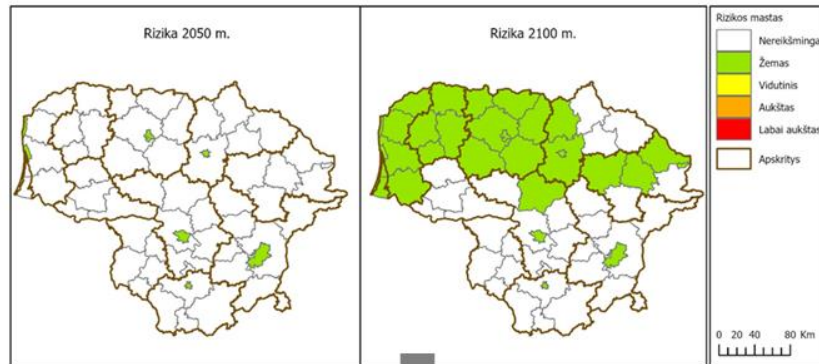 Rizika 2050 m.
Rizika 2100 m.
Rizikos mastas
Nereikšminga
Žemas
Vidutinis
Aukštas
Labai aukštas
Apskritys
0 20 40 80 Km